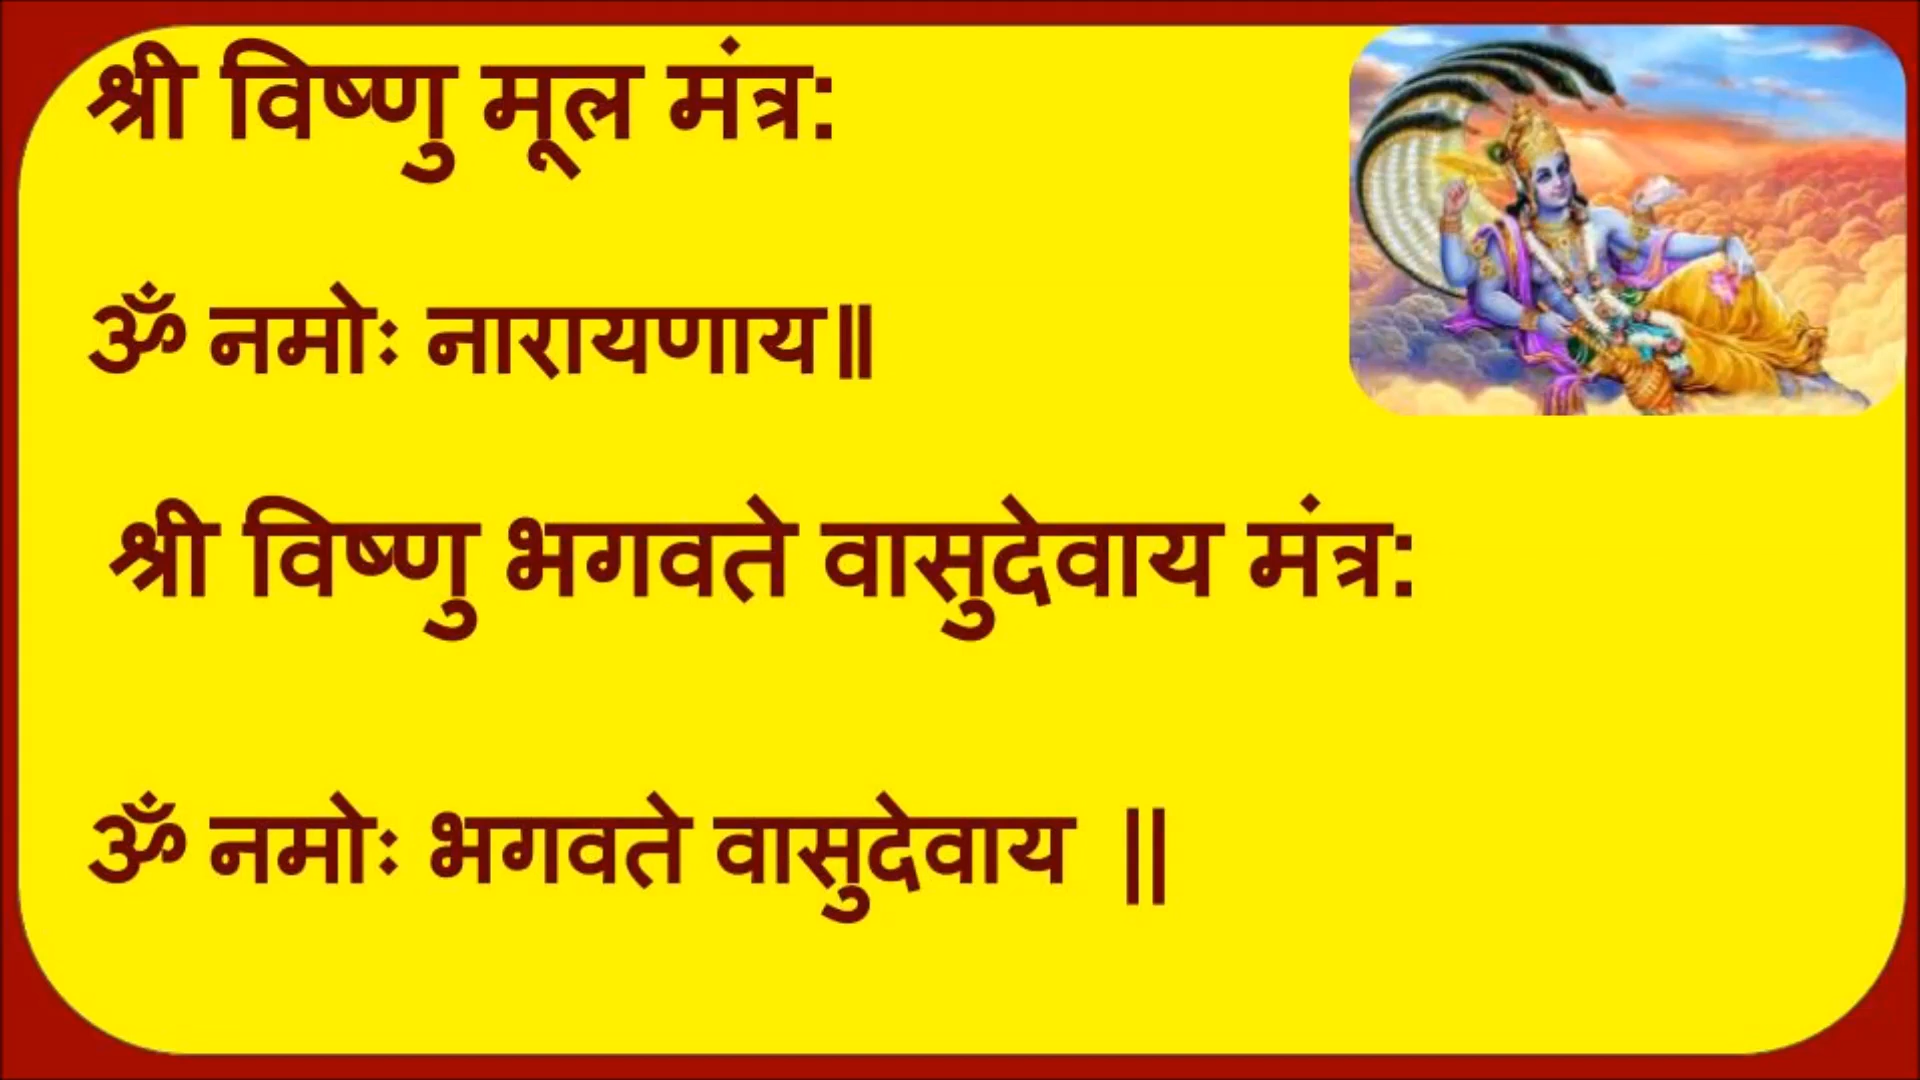 श्री विष्णु मूल मंत्र:
ॐ नमोः नारायणाय॥
श्री विष्णु भगवते वासुदेवाय मंत्र:
ॐ नमोः भगवते वासुदेवाय ||